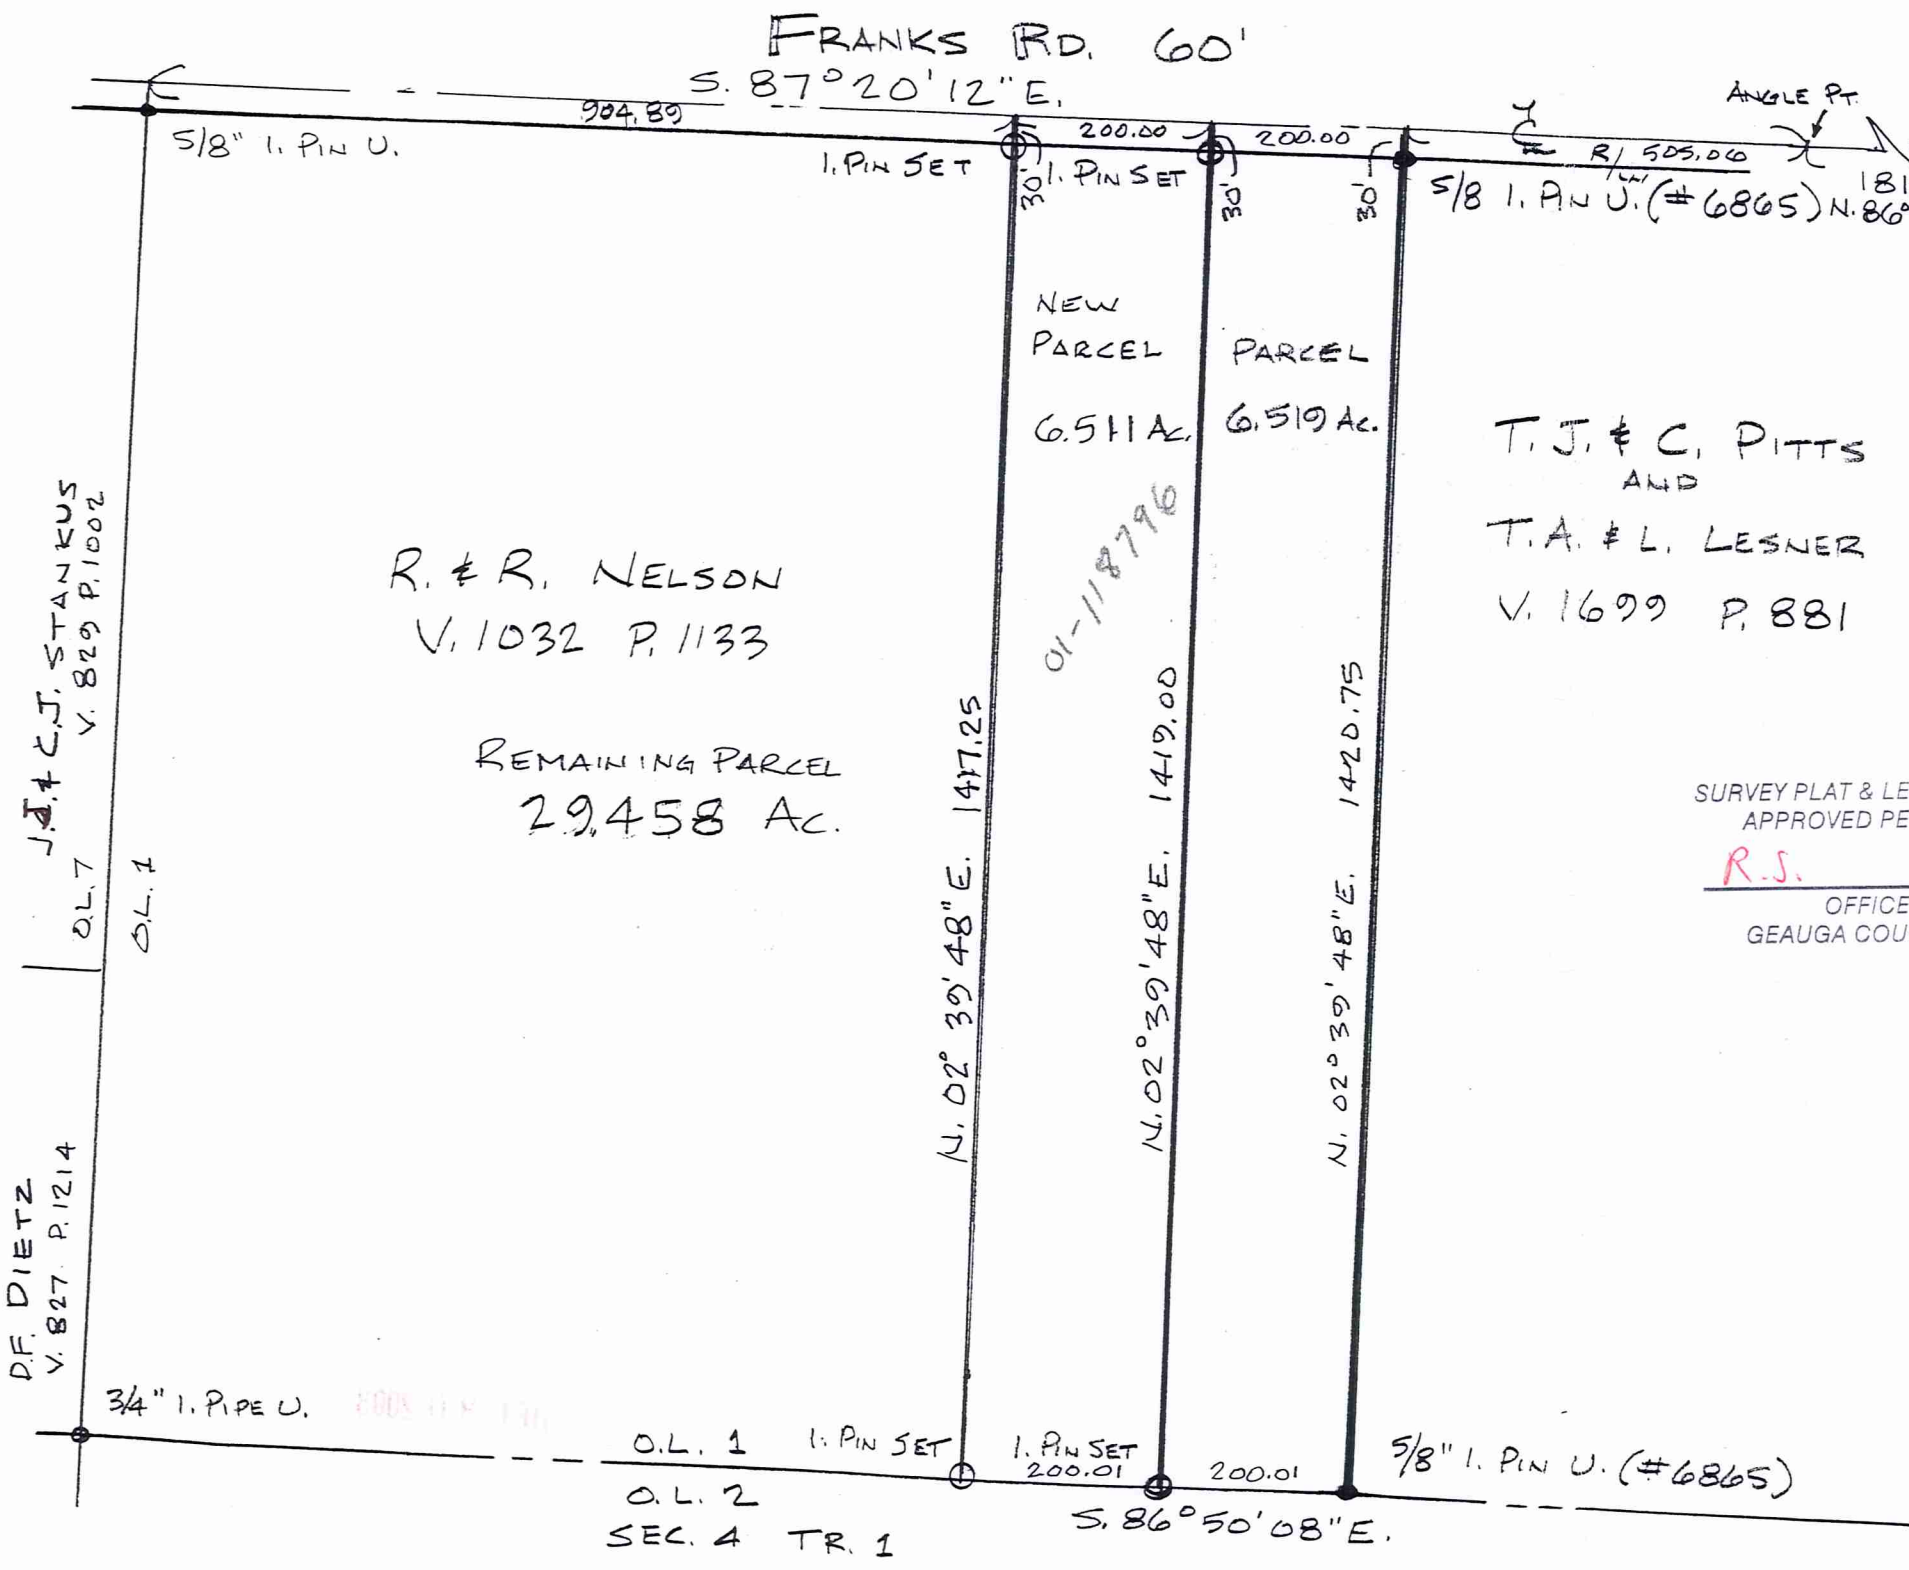 FRANKS RD. 60'
S. 87°20'12"E.
904.89
200.00
200.00
ANGLE PT.
R/W
505.06
5/8" I. PIN U.
I. PIN SET
I. PIN SET
30'
30'
30'
5/8 I. PIN U. (#6865)
181
N. 86°
NEW
PARCEL
6.511 AC.
PARCEL
6.519 AC.
T. J. & C. PITTS
AND
T. A. & L. LESNER
V. 1699 P. 881
01-118796
R. & R. NELSON
V. 1032 P. 1133
REMAINING PARCEL
29.458 AC.
J.J. & C.J. STANKUS
V. 829 P. 1002
O.L. 7
O.L. 1
N. 02° 39' 48" E. 1417.25
N. 02° 39' 48" E. 1419.00
N. 02° 39' 48" E. 1420.75
SURVEY PLAT & LE
APPROVED PE
R.S.
OFFICE
GEAUGA COU
D.F. DIETZ
V. 827 P. 1214
3/4" I. PIPE U.
O.L. 1
I. PIN SET
I. PIN SET
200.01
200.01
5/8" I. PIN U. (#6865)
O.L. 2
S. 86°50'08"E.
SEC. 4 TR. 1